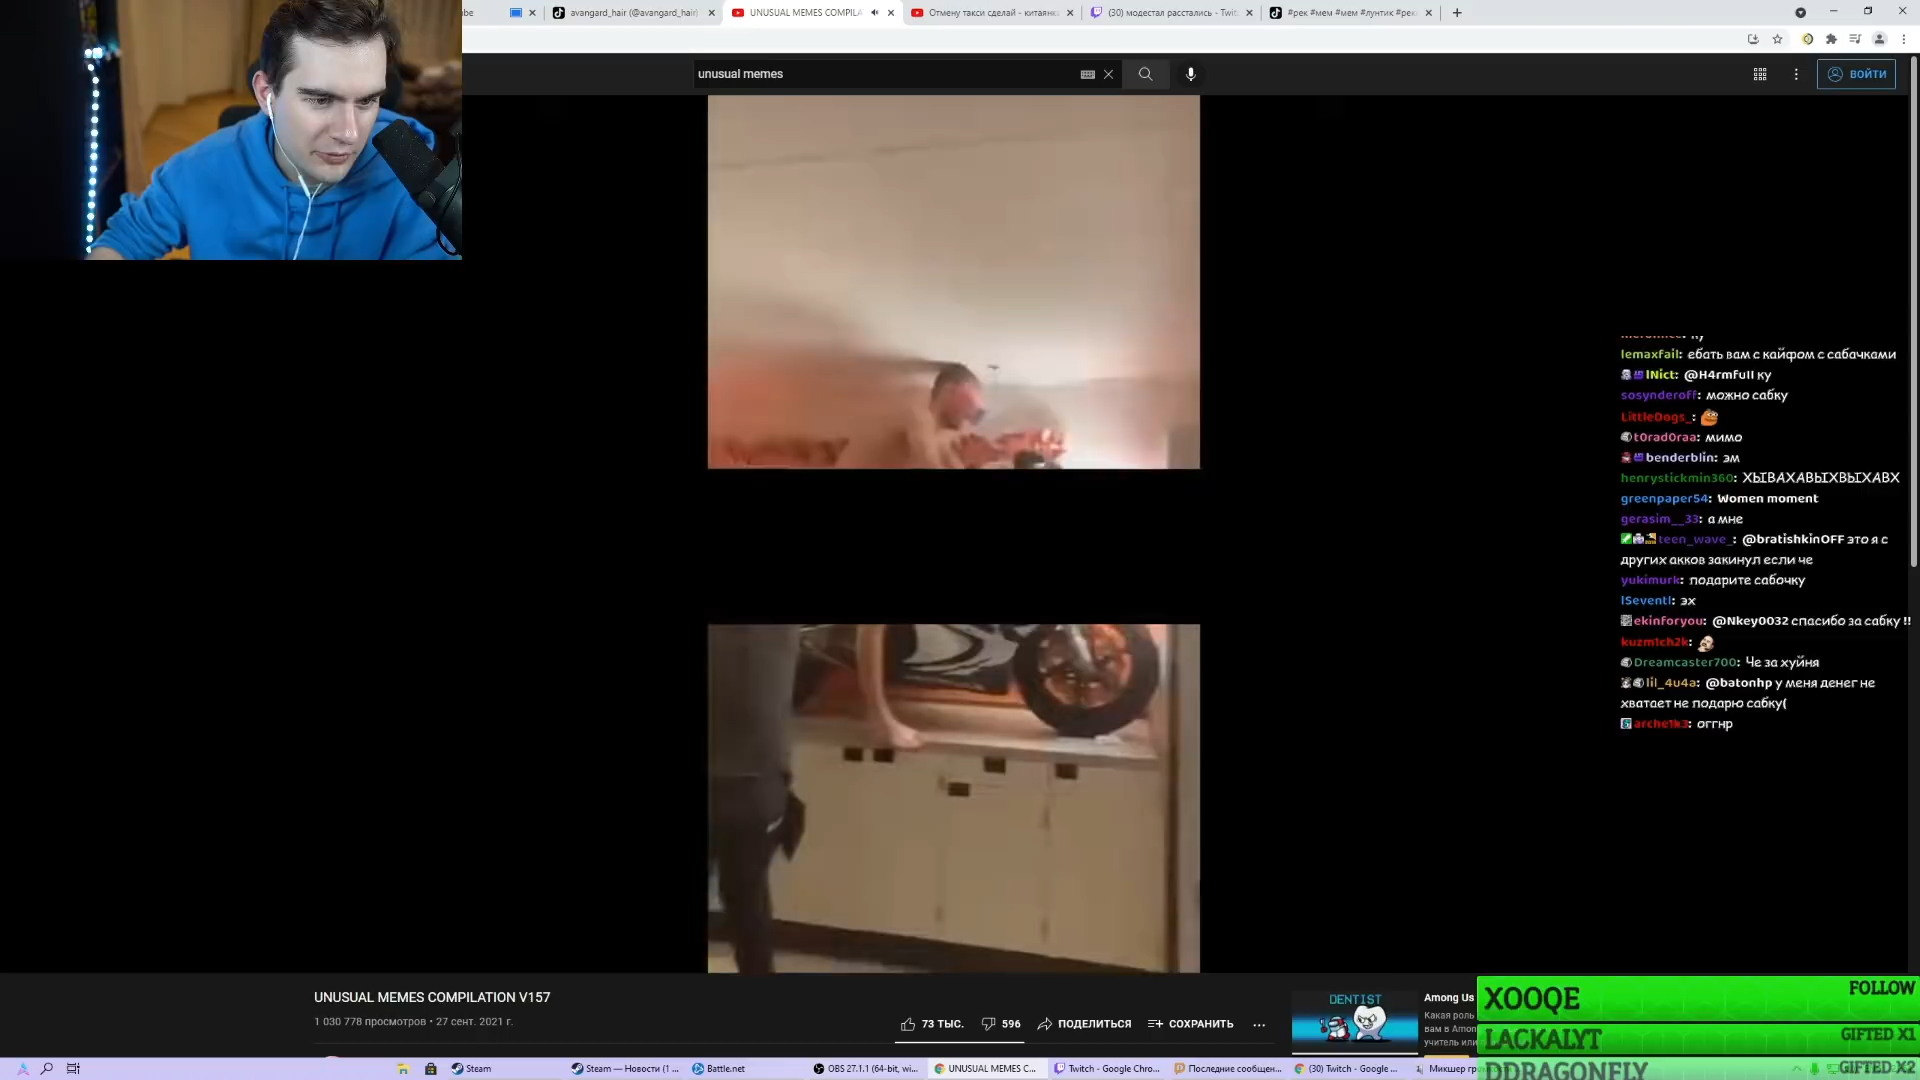 be
avangard_hair (@avangard_hair)
UNUSUAL MEMES COMPILA
Отмену такси сделай - китаянк
(30) модестал расстались - Twit
#рек #мем #мем #лунтик #рек
unusual memes
ВОЙТИ
lemaxfail: ебать вам с кайфом с сабачками
lNict: @H4rmfull ку
sosynderoff: можно сабку
LittleDogs_:
t0rad0raa: мимо
benderblin: эм
henrystickmin360: ХЫВАХАВЫХВЫХАВХ
greenpaper54: Women moment
gerasim__33: а мне
teen_wave_: @bratishkinOFF это я с
других акков закинул если че
yukimurk: подарите сабочку
lSeventl: эх
ekinforyou: @Nkey0032 спасибо за сабку !!
kuzm1ch2k:
Dreamcaster700: Че за хуйня
lil_4u4a: @batonhp у меня денег не
хватает не подарю сабку(
arche1k3: оггнр
UNUSUAL MEMES COMPILATION V157
1 030 778 просмотров • 27 сент. 2021 г.
73 ТЫС.
596
ПОДЕЛИТЬСЯ
СОХРАНИТЬ
DENTIST
Among Us
Какая роль
вам в Amon
учитель или
XOOQE
FOLLOW
LACKALYT
GIFTED X1
DDRAGONFLY
GIFTED X2
Steam
Steam — Новости (1 ...
Battle.net
OBS 27.1.1 (64-bit, wi...
UNUSUAL MEMES C...
Twitch - Google Chro...
Последние сообщен...
(30) Twitch - Google ...